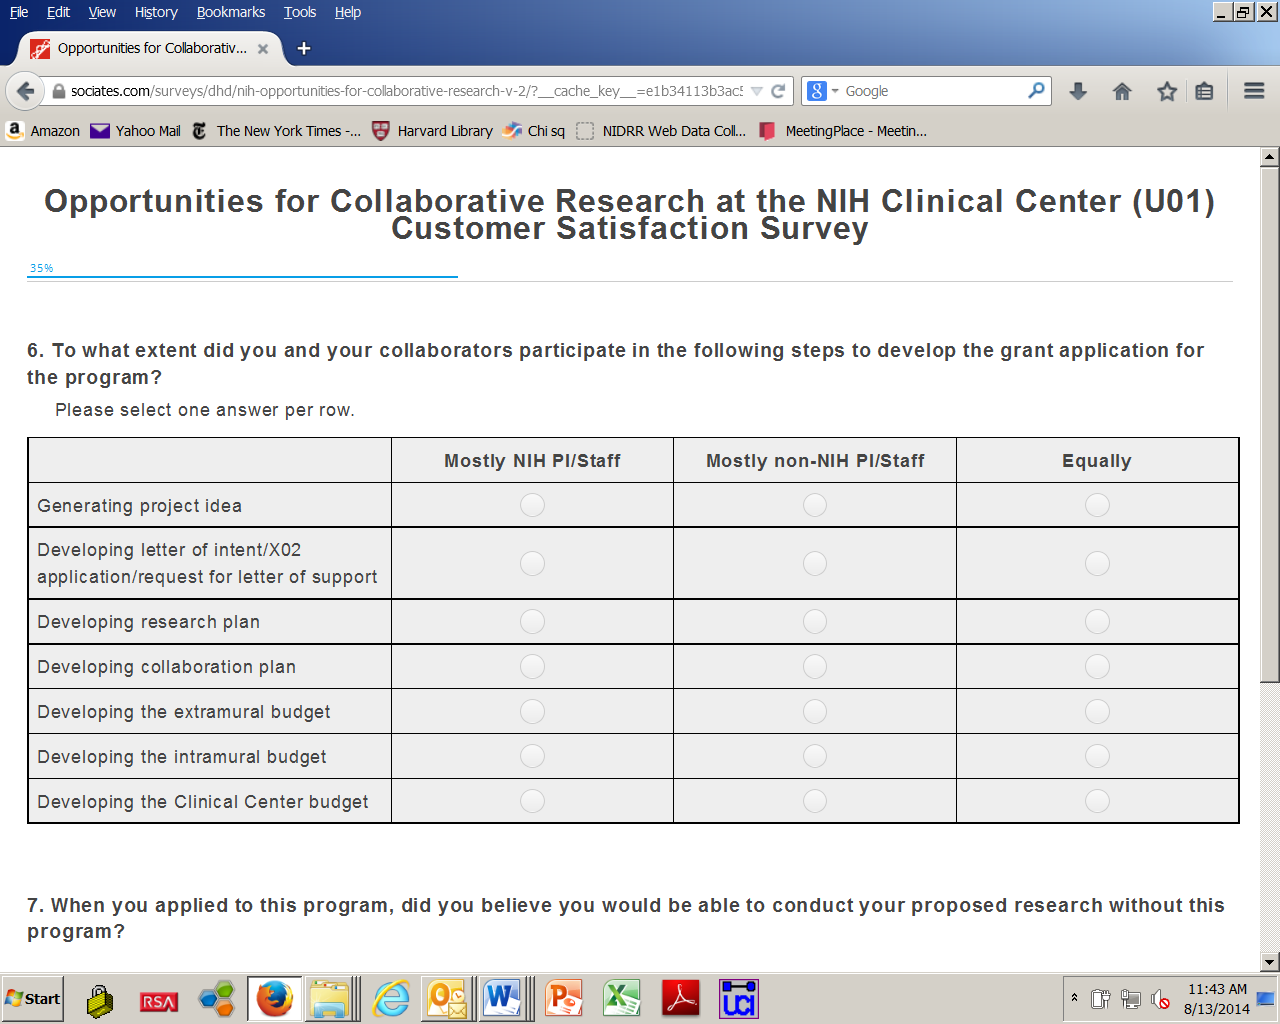 File Edit View History Bookmarks Tools Help
Opportunities for Collaborativ...
sociates.com/surveys/dhd/nih-opportunities-for-collaborative-research-v-2/?__cache_key__=e1b34113b3ac5
Google
Amazon Yahoo Mail The New York Times -... Harvard Library Chi sq NIDRR Web Data Coll... MeetingPlace - Meetin...
Opportunities for Collaborative Research at the NIH Clinical Center (U01)
Customer Satisfaction Survey
35%
6. To what extent did you and your collaborators participate in the following steps to develop the grant application for
the program?
Please select one answer per row.
Mostly NIH PI/Staff Mostly non-NIH PI/Staff Equally
Generating project idea
Developing letter of intent/X02
application/request for letter of support
Developing research plan
Developing collaboration plan
Developing the extramural budget
Developing the intramural budget
Developing the Clinical Center budget
7. When you applied to this program, did you believe you would be able to conduct your proposed research without this
program?
Start RSA UCI 11:43 AM
8/13/2014